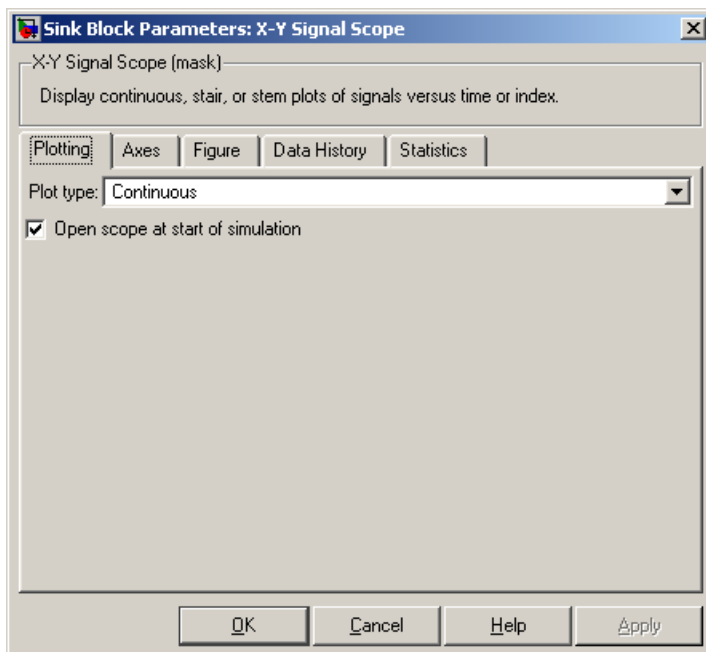 Sink Block Parameters: X-Y Signal Scope
X-Y Signal Scope (mask)
Display continuous, stair, or stem plots of signals versus time or index.
Plotting Axes Figure Data History Statistics
Plot type: Continuous
Open scope at start of simulation
OK Cancel Help Apply